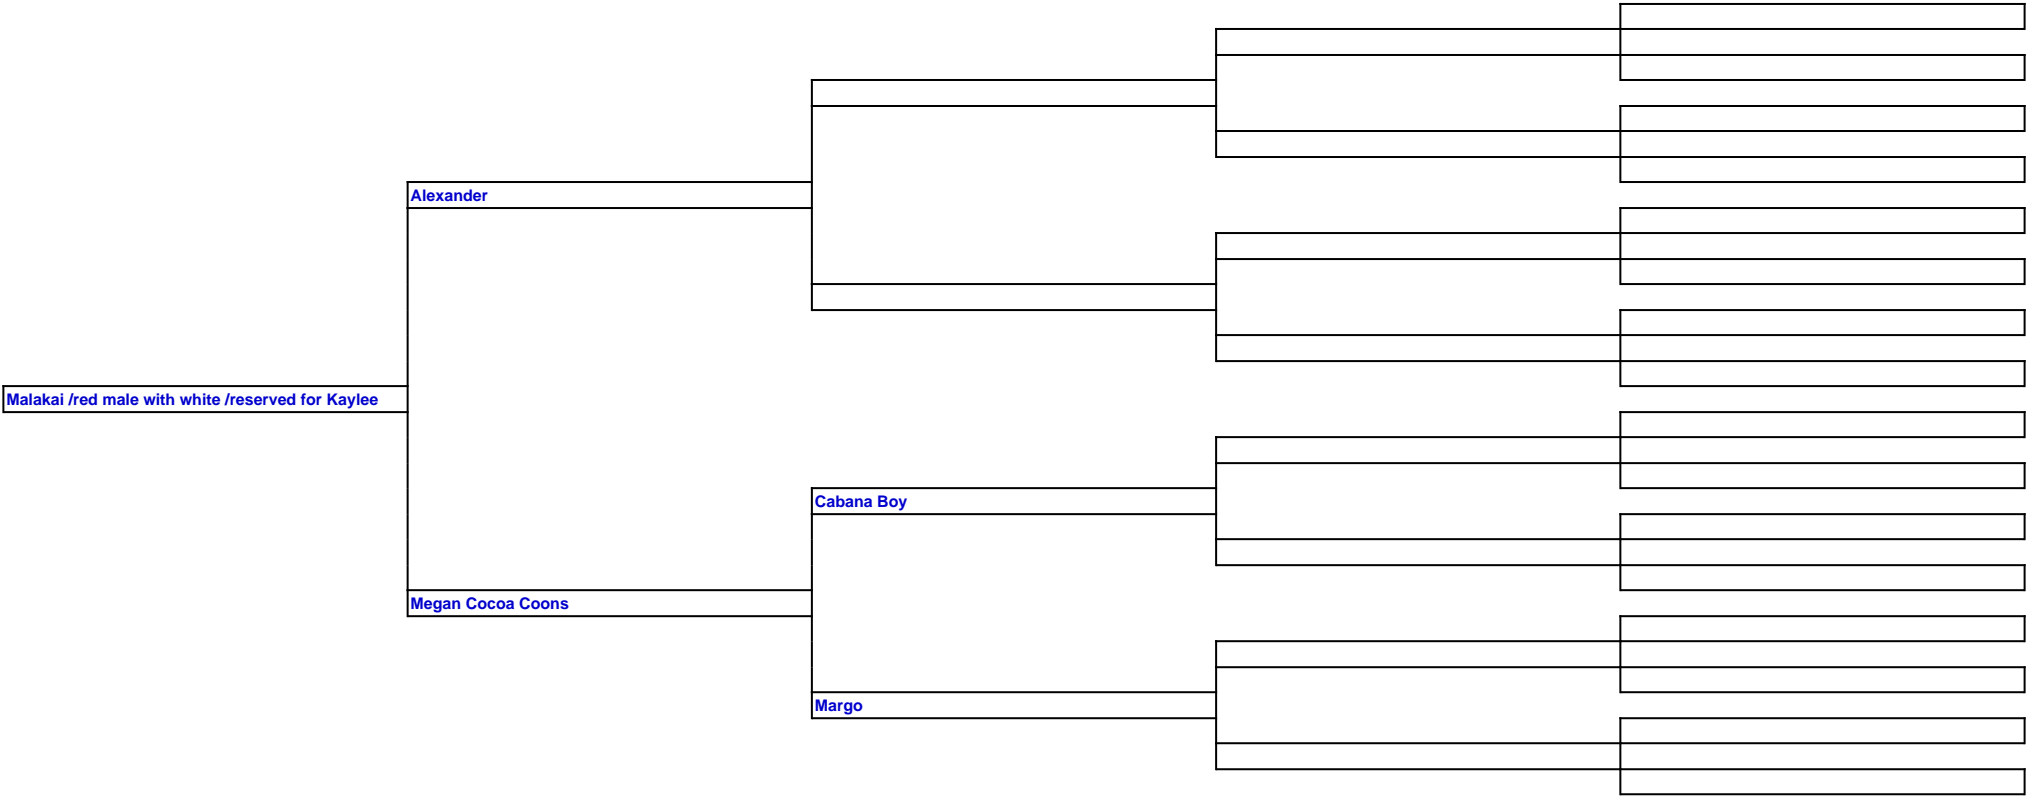 Alexander
Malakai /red male with white /reserved for Kaylee
Cabana Boy
Megan Cocoa Coons
Margo